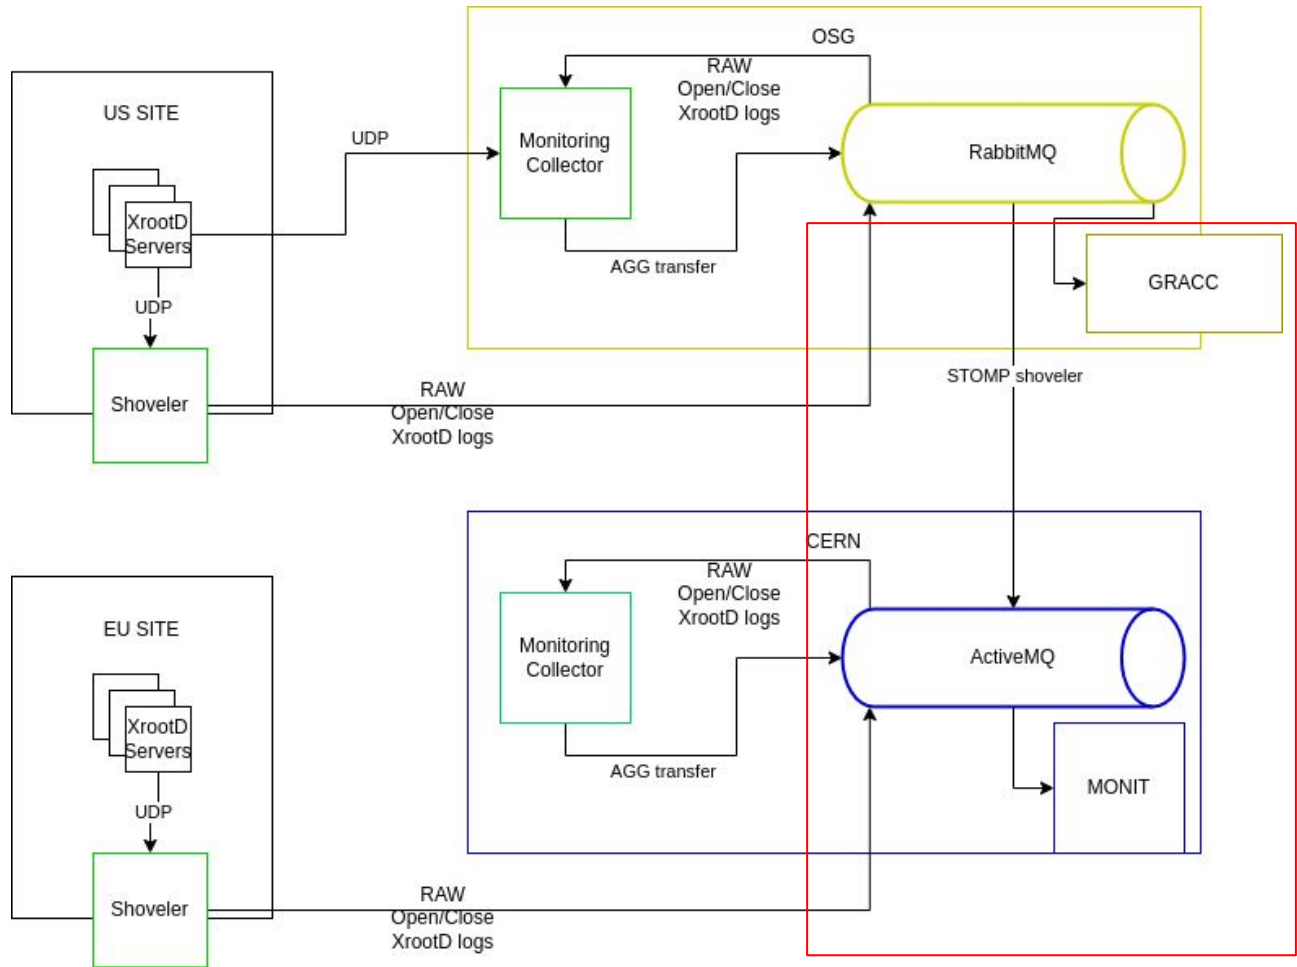 OSG
RAW
Open/Close
XrootD logs
US SITE
UDP
Monitoring
Collector
RabbitMQ
XrootD
Servers
AGG transfer
GRACC
UDP
STOMP shoveler
Shoveler
RAW
Open/Close
XrootD logs
CERN
RAW
Open/Close
XrootD logs
EU SITE
Monitoring
Collector
ActiveMQ
XrootD
Servers
AGG transfer
MONIT
UDP
Shoveler
RAW
Open/Close
XrootD logs